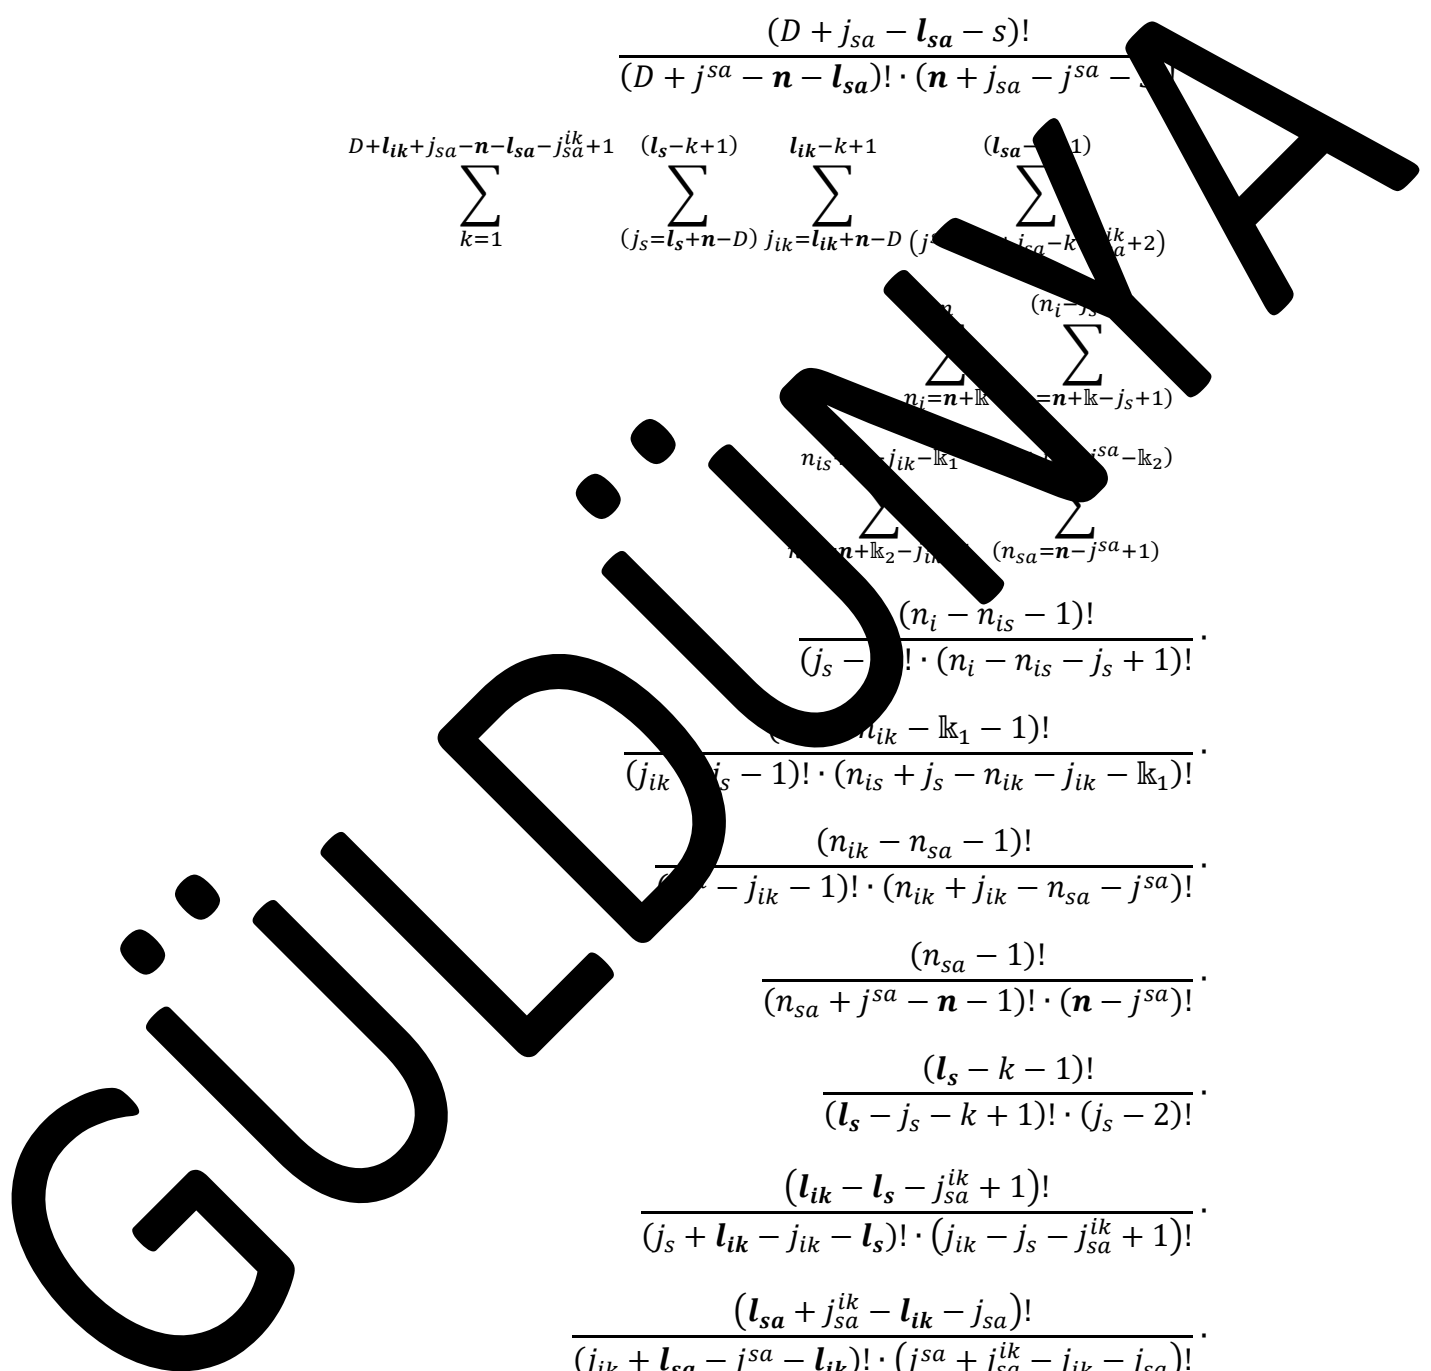 (D + j_{sa} − l_{sa} − s)!
(D + j^{sa} − n − l_{sa})! · (n + j_{sa} − j^{sa} −
D+l_{ik}+j_{sa}−n−l_{sa}−j_{sa}^{ik}+1 (l_s−k+1) l_{ik}−k+1 (l_{sa}− 1)
∑ ∑ ∑ ∑
k=1 (j_s=l_s+n−D) j_{ik}=l_{ik}+n−D +j_{sa}−k +2)
n (n_i−j_s
∑ ∑
n_i=n+𝕜 =n+𝕜−j_s+1)
n_{is} j_{ik}−𝕜_1 j^{sa}−𝕜_2)
∑ ∑
n+𝕜_2−j_{ik} (n_{sa}=n−j^{sa}+1)
(n_i − n_{is} − 1)!
(j_s − ! · (n_i − n_{is} − j_s + 1)! ·
n_{ik} − 𝕜_1 − 1)!
(j_{ik} j_s − 1)! · (n_{is} + j_s − n_{ik} − j_{ik} − 𝕜_1)! ·
(n_{ik} − n_{sa} − 1)!
− j_{ik} − 1)! · (n_{ik} + j_{ik} − n_{sa} − j^{sa})! ·
(n_{sa} − 1)!
(n_{sa} + j^{sa} − n − 1)! · (n − j^{sa})! ·
(l_s − k − 1)!
(l_s − j_s − k + 1)! · (j_s − 2)! ·
(l_{ik} − l_s − j_{sa}^{ik} + 1)!
(j_s + l_{ik} − j_{ik} − l_s)! · (j_{ik} − j_s − j_{sa}^{ik} + 1)! ·
(l_{sa} + j_{sa}^{ik} − l_{ik} − j_{sa})!
(j_{ik} + l_{sa} − j^{sa} − l_{ik})! · (j^{sa} + j_{sa}^{ik} − j_{ik} − j_{sa})! ·
GÜLDÜNYA